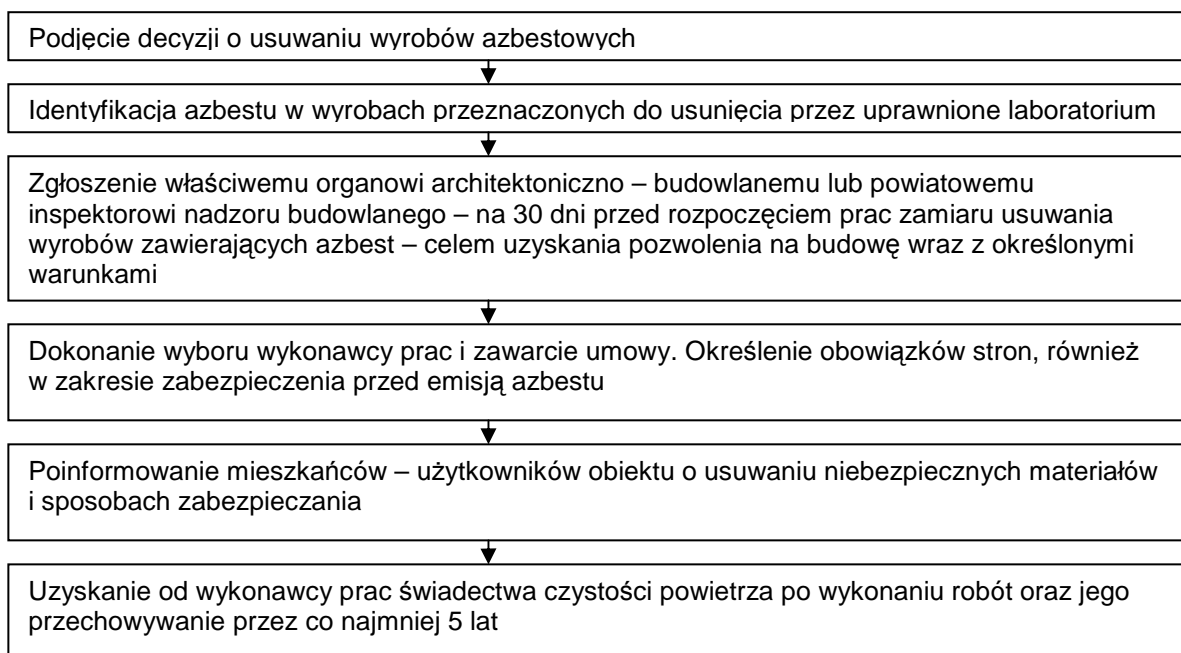 Podjęcie decyzji o usuwaniu wyrobów azbestowych
Identyfikacja azbestu w wyrobach przeznaczonych do usunięcia przez uprawnione laboratorium
Zgłoszenie właściwemu organowi architektoniczno – budowlanemu lub powiatowemu
inspektorowi nadzoru budowlanego – na 30 dni przed rozpoczęciem prac zamiaru usuwania
wyrobów zawierających azbest – celem uzyskania pozwolenia na budowę wraz z określonymi
warunkami
Dokonanie wyboru wykonawcy prac i zawarcie umowy. Określenie obowiązków stron, również
w zakresie zabezpieczenia przed emisją azbestu
Poinformowanie mieszkańców – użytkowników obiektu o usuwaniu niebezpiecznych materiałów
i sposobach zabezpieczania
Uzyskanie od wykonawcy prac świadectwa czystości powietrza po wykonaniu robót oraz jego
przechowywanie przez co najmniej 5 lat